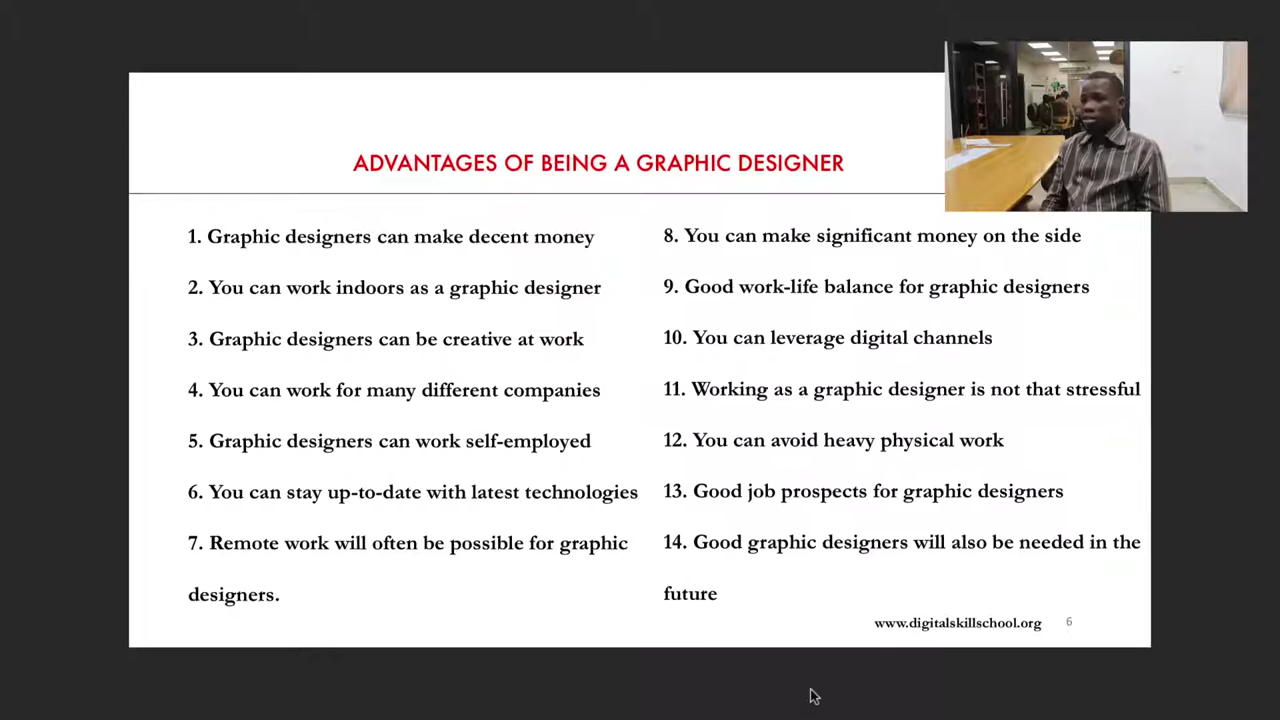 ADVANTAGES OF BEING A GRAPHIC DESIGNER
1. Graphic designers can make decent money
2. You can work indoors as a graphic designer
3. Graphic designers can be creative at work
4. You can work for many different companies
5. Graphic designers can work self-employed
6. You can stay up-to-date with latest technologies
7. Remote work will often be possible for graphic
designers.
8. You can make significant money on the side
9. Good work-life balance for graphic designers
10. You can leverage digital channels
11. Working as a graphic designer is not that stressful
12. You can avoid heavy physical work
13. Good job prospects for graphic designers
14. Good graphic designers will also be needed in the
future
www.digitalskillschool.org 6